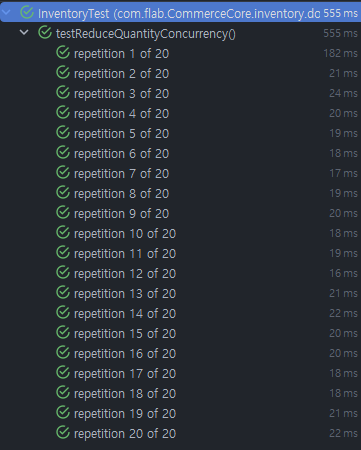 InventoryTest (com.flab.CommerceCore.inventory.do 555 ms
testReduceQuantityConcurrency() 555 ms
repetition 1 of 20 182 ms
repetition 2 of 20 21 ms
repetition 3 of 20 24 ms
repetition 4 of 20 20 ms
repetition 5 of 20 19 ms
repetition 6 of 20 18 ms
repetition 7 of 20 17 ms
repetition 8 of 20 19 ms
repetition 9 of 20 20 ms
repetition 10 of 20 18 ms
repetition 11 of 20 19 ms
repetition 12 of 20 16 ms
repetition 13 of 20 21 ms
repetition 14 of 20 22 ms
repetition 15 of 20 20 ms
repetition 16 of 20 20 ms
repetition 17 of 20 18 ms
repetition 18 of 20 18 ms
repetition 19 of 20 21 ms
repetition 20 of 20 22 ms